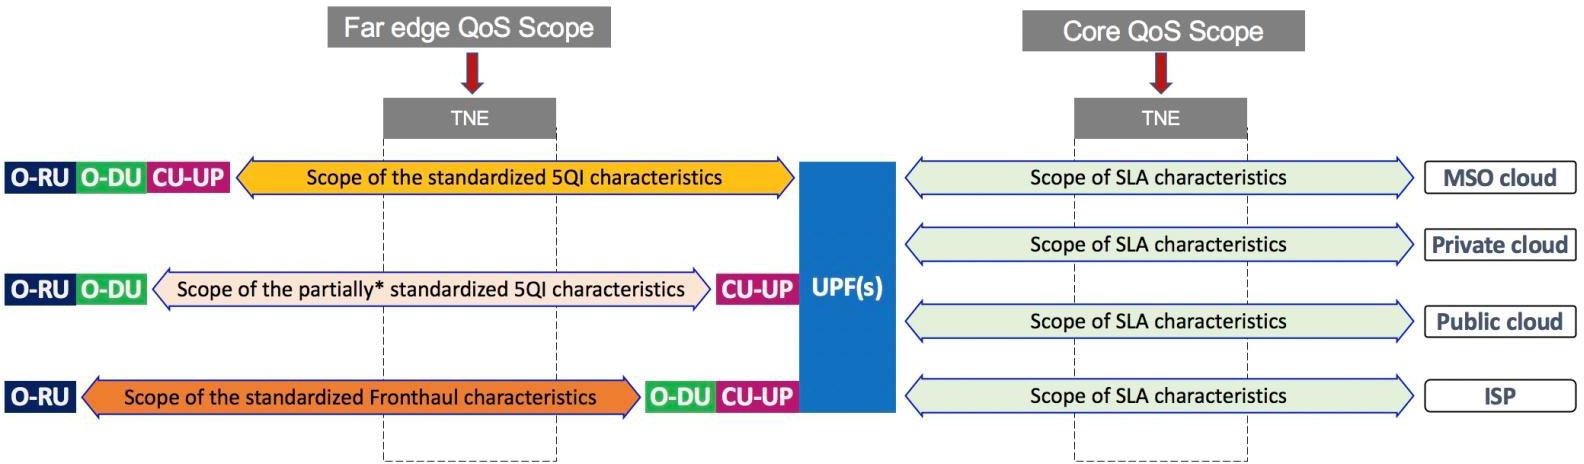 Far edge QoS Scope
Core QoS Scope
TNE
TNE
O-RU O-DU CU-UP
Scope of the standardized 5QI characteristics
Scope of SLA characteristics
MSO cloud
Scope of SLA characteristics
Private cloud
O-RU O-DU
Scope of the partially* standardized 5QI characteristics
CU-UP
UPF(s)
Scope of SLA characteristics
Public cloud
O-RU
Scope of the standardized Fronthaul characteristics
O-DU CU-UP
Scope of SLA characteristics
ISP